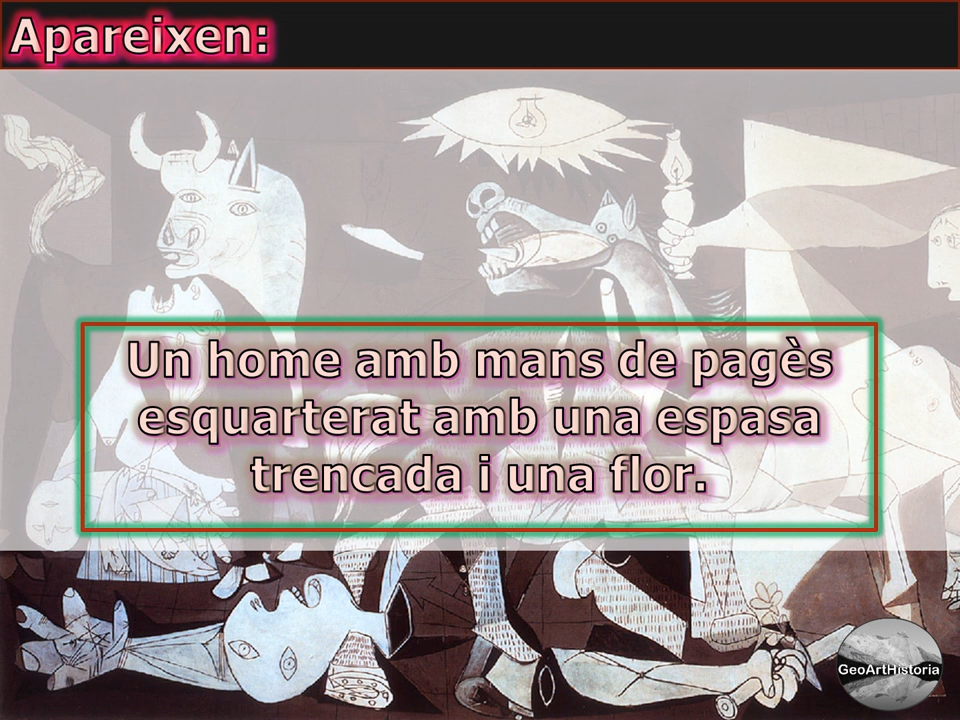 Apareixen:
Un home amb mans de pagès
esquarterat amb una espasa
trencada i una flor.
GeoArtHistoria